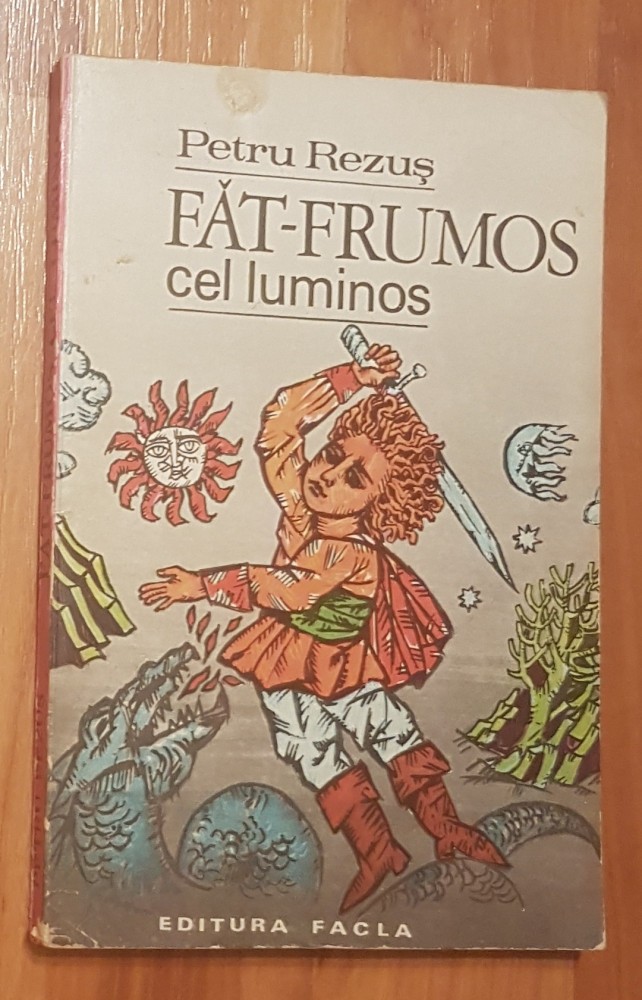 Petru Rezuş
FĂT-FRUMOS
cel luminos
EDITURA FACLA